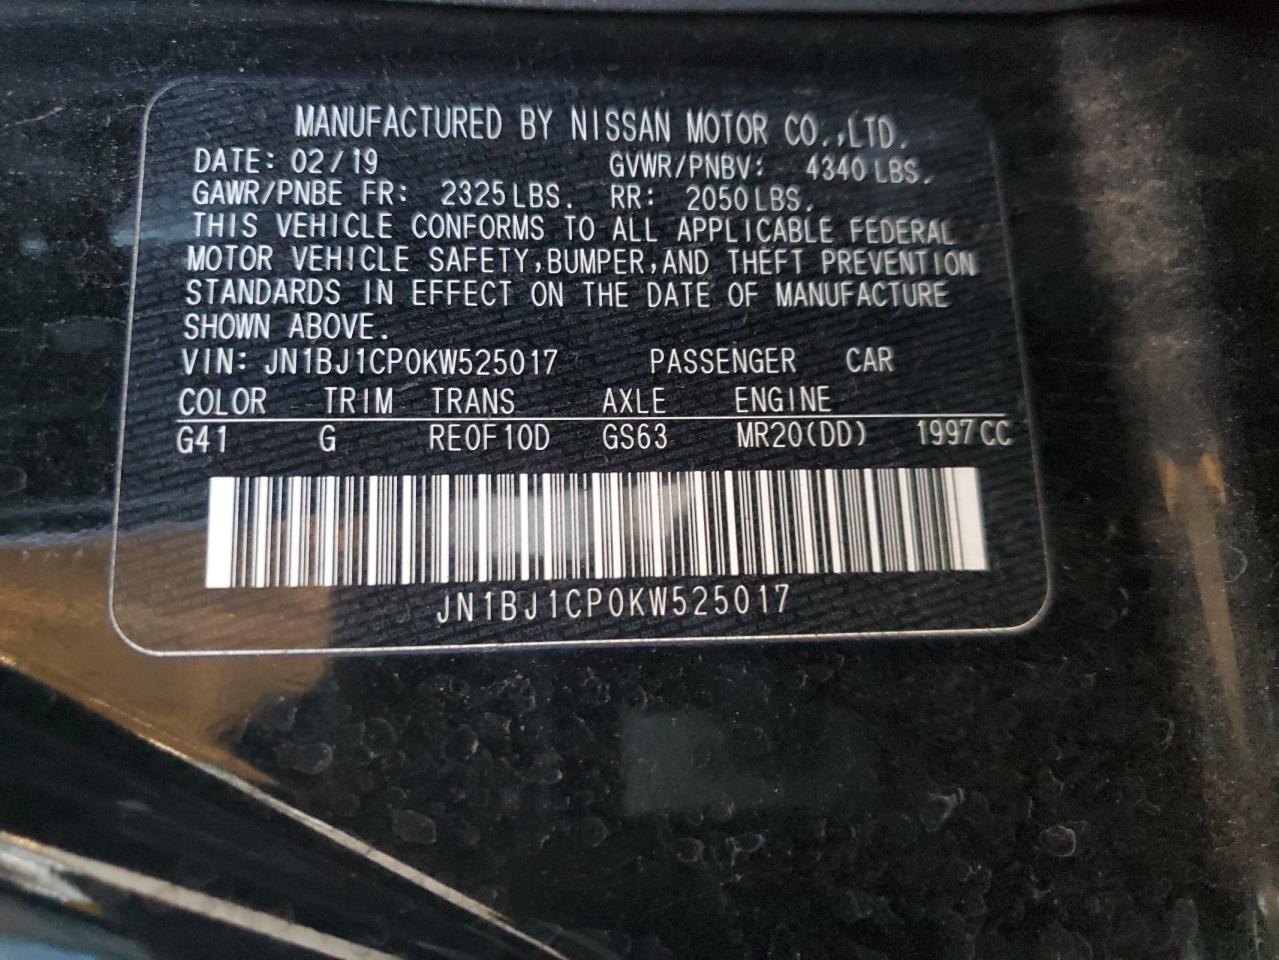 MANUFACTURED BY NISSAN MOTOR CO.,LTD.
DATE: 02/19 GVWR/PNBV: 4340 LBS.
GAWR/PNBE FR: 2325 LBS. RR: 2050 LBS.
THIS VEHICLE CONFORMS TO ALL APPLICABLE FEDERAL
MOTOR VEHICLE SAFETY,BUMPER,AND THEFT PREVENTION
STANDARDS IN EFFECT ON THE DATE OF MANUFACTURE
SHOWN ABOVE.
VIN: JN1BJ1CP0KW525017 PASSENGER CAR
COLOR TRIM TRANS AXLE ENGINE
G41 G RE0F10D GS63 MR20(DD) 1997 CC
JN1BJ1CP0KW525017